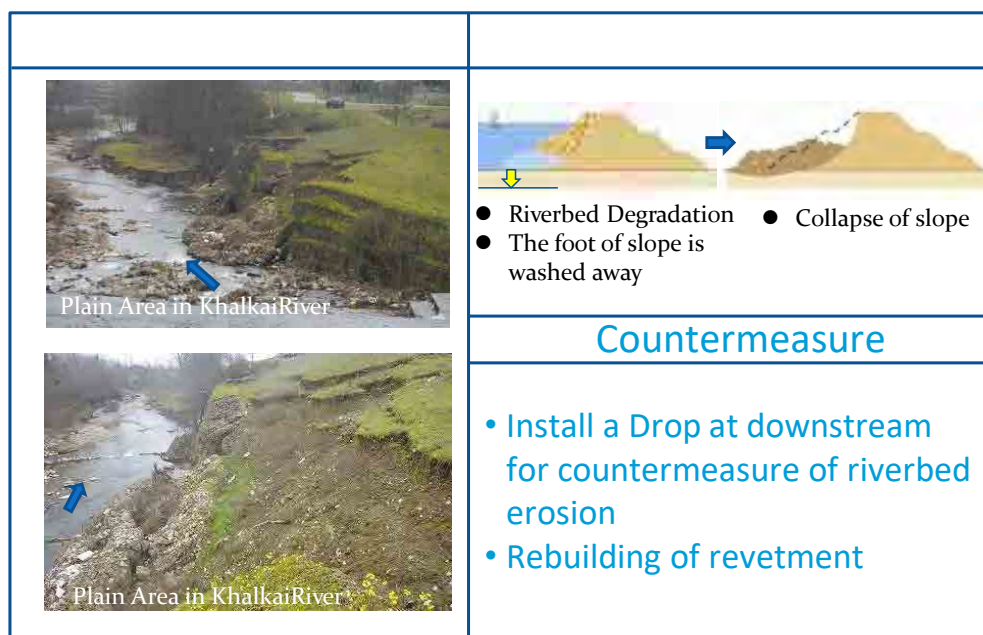 Plain Area in KhalkaiRiver
Plain Area in KhalkaiRiver
● Riverbed Degradation
● The foot of slope is
washed away
● Collapse of slope
Countermeasure
• Install a Drop at downstream
for countermeasure of riverbed
erosion
• Rebuilding of revetment